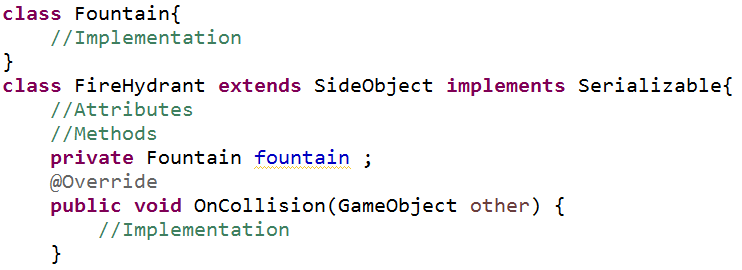 class Fountain{
    //Implementation
}
class FireHydrant extends SideObject implements Serializable{
    //Attributes
    //Methods
    private Fountain fountain ;
    @Override
    public void OnCollision(GameObject other) {
        //Implementation
    }